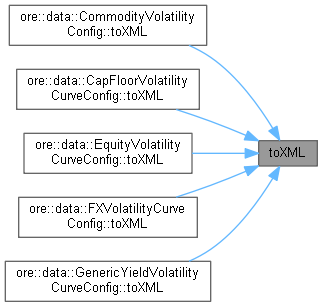 ore::data::CommodityVolatility
Config::toXML
ore::data::CapFloorVolatility
CurveConfig::toXML
ore::data::EquityVolatility
CurveConfig::toXML
toXML
ore::data::FXVolatilityCurve
Config::toXML
ore::data::GenericYieldVolatility
CurveConfig::toXML